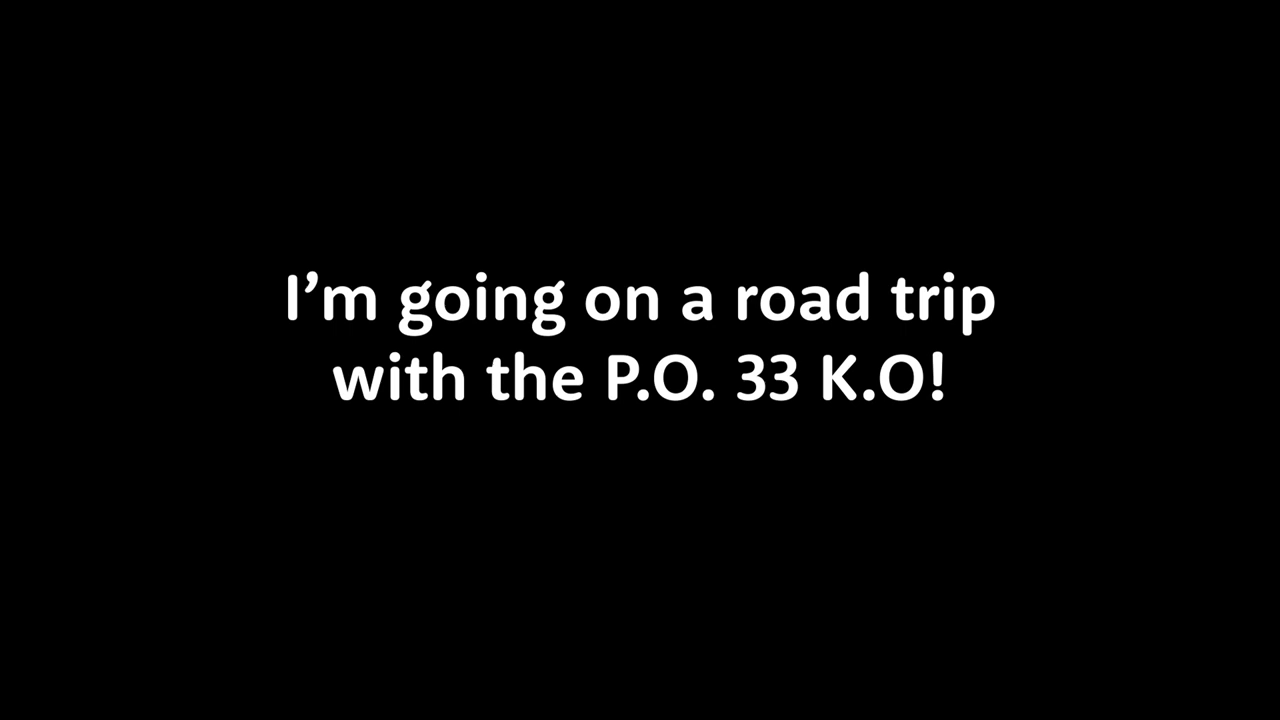 I’m going on a road trip
with the P.O. 33 K.O!